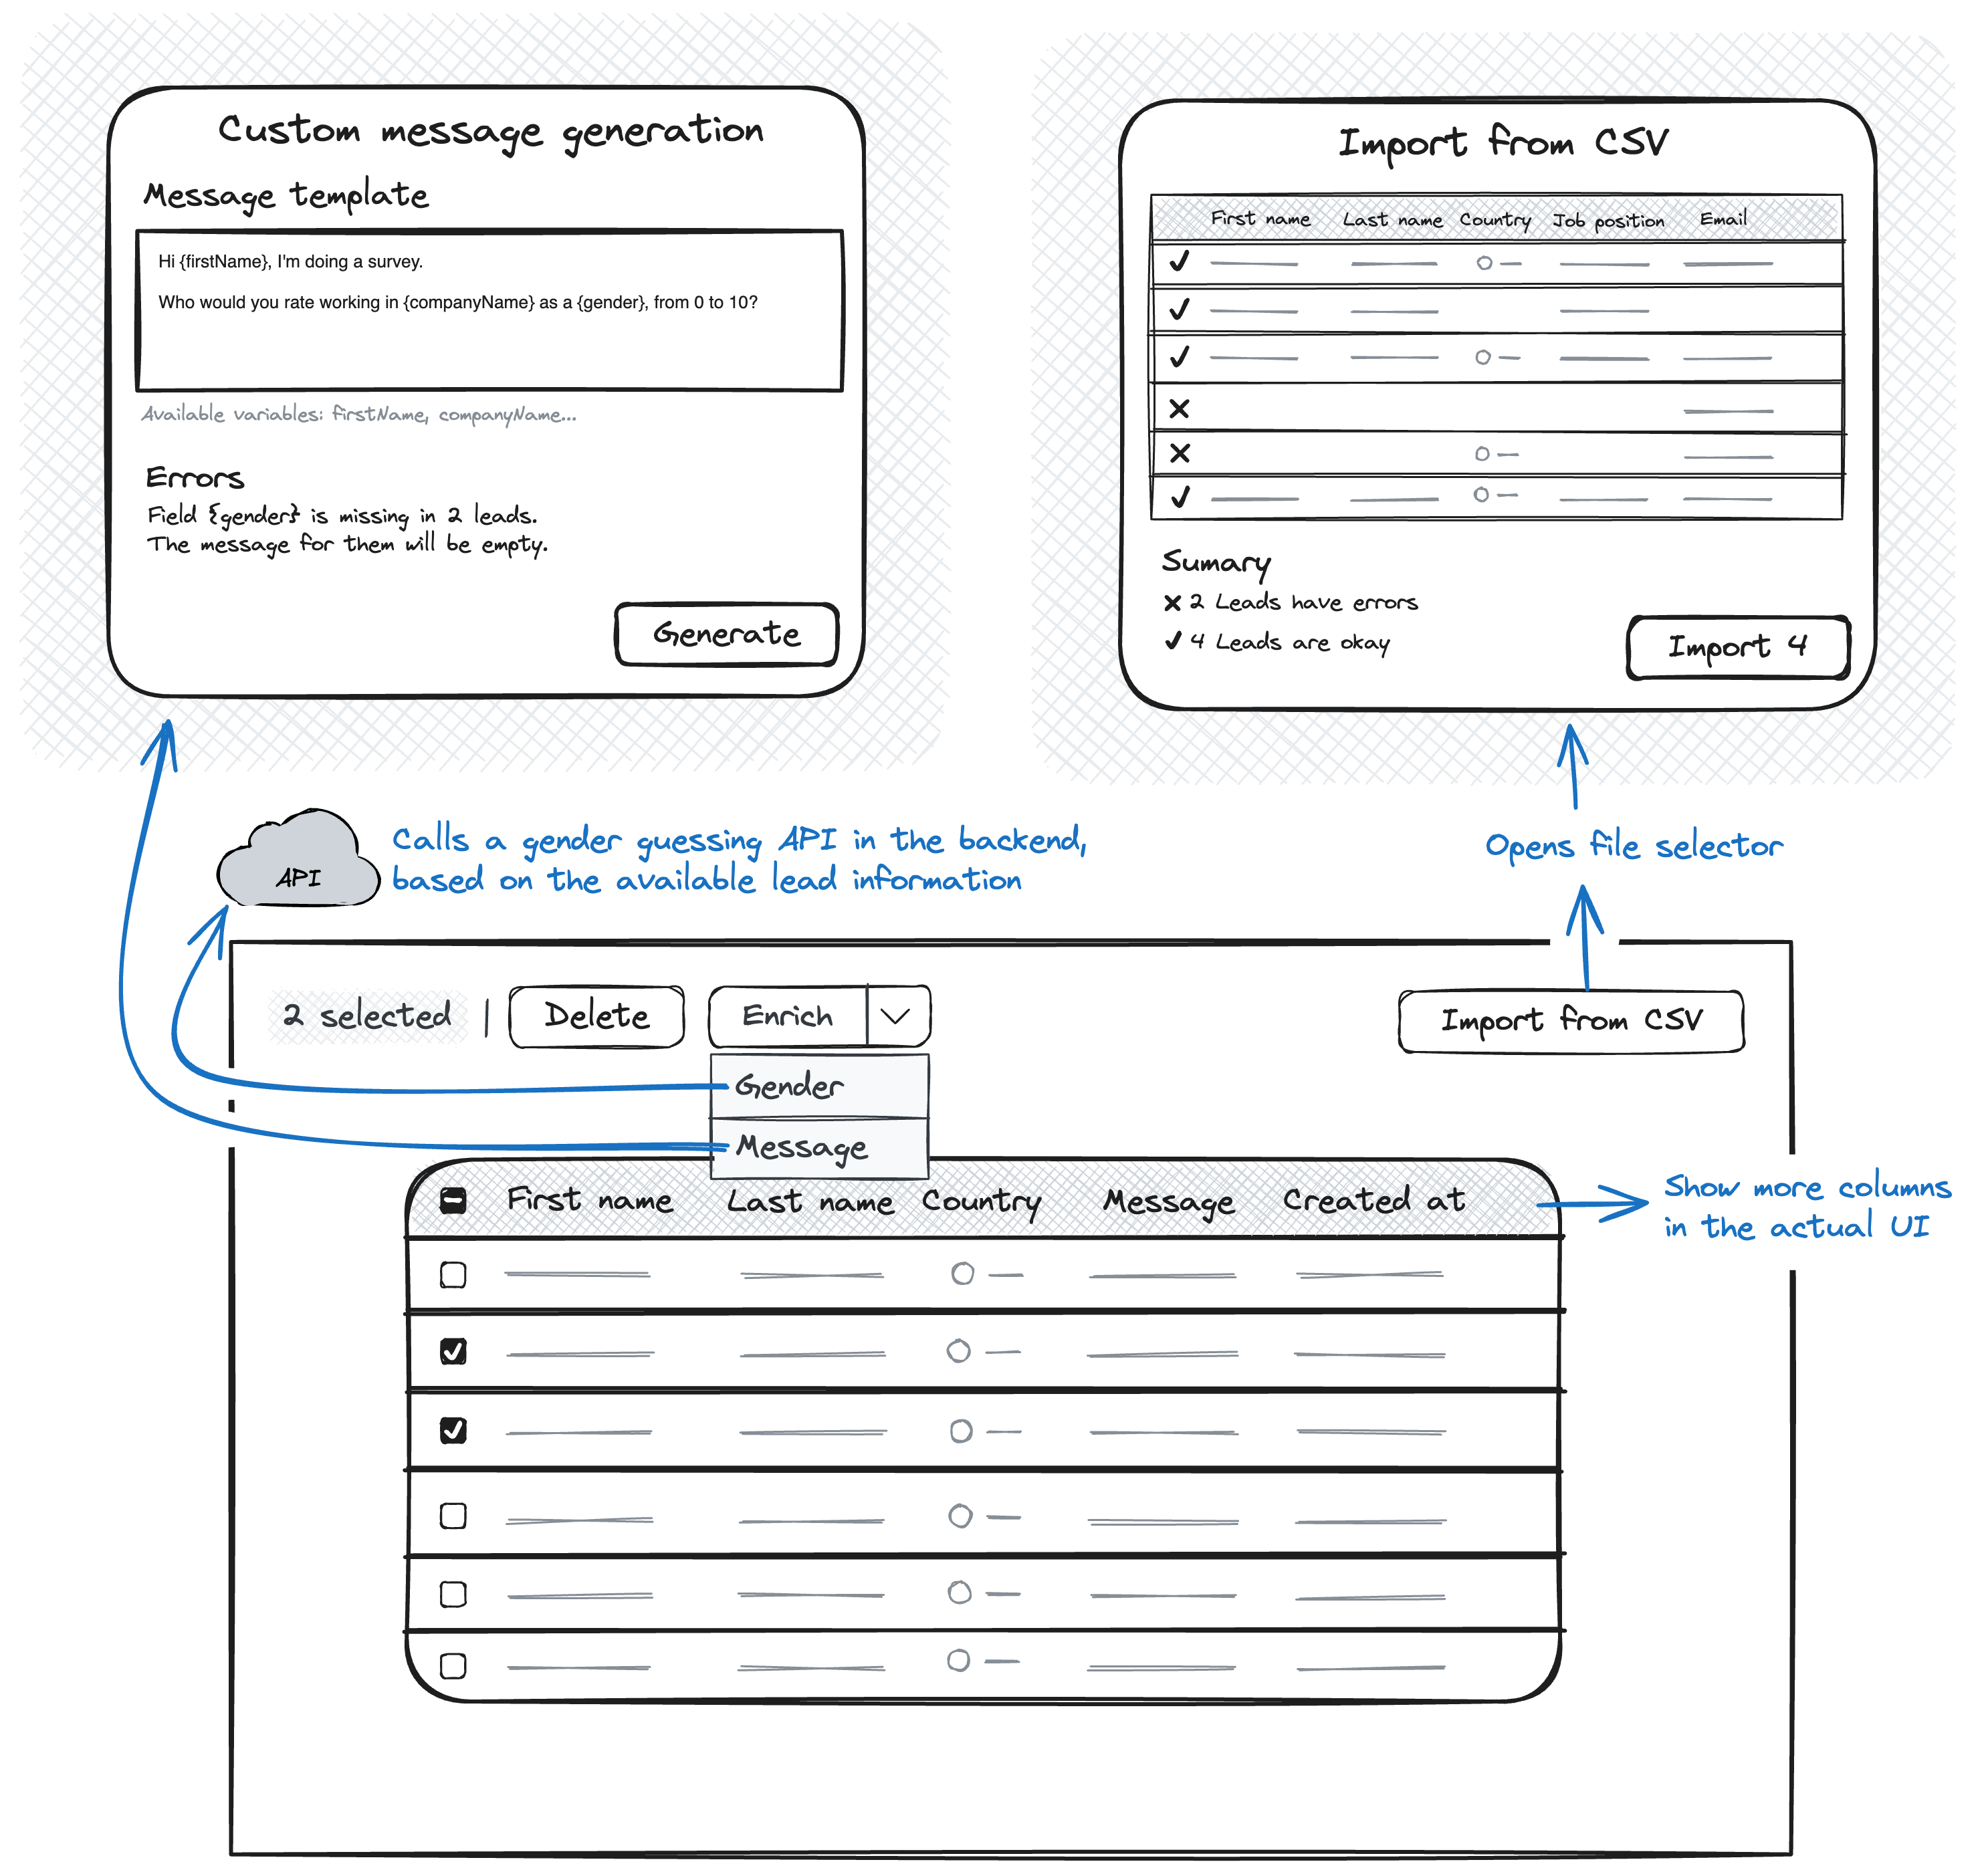 Custom message generation
Message template
Hi {firstName}, I'm doing a survey.
Who would you rate working in {companyName} as a {gender}, from 0 to 10?
Available variables: firstName, companyName...
Errors
Field {gender} is missing in 2 leads.
The message for them will be empty.
Generate
Import from CSV
First name Last name Country Job position Email
Sumary
2 Leads have errors
4 Leads are okay
Import 4
API
Calls a gender guessing API in the backend,
based on the available lead information
Opens file selector
2 selected
Delete
Enrich
Import from CSV
Gender
Message
First name Last name Country Message Created at
Show more columns
in the actual UI